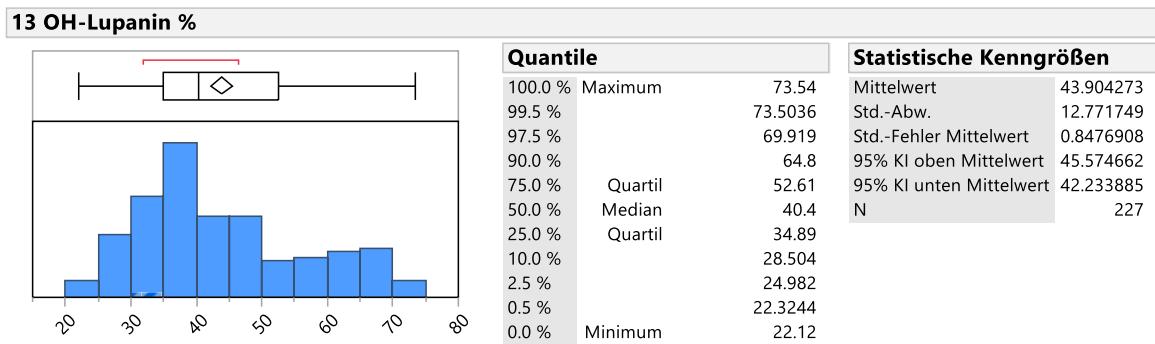 13 OH-Lupanin %
20 30 40 50 60 70 80
Quantile
100.0 % Maximum 73.54
99.5 % 73.5036
97.5 % 69.919
90.0 % 64.8
75.0 % Quartil 52.61
50.0 % Median 40.4
25.0 % Quartil 34.89
10.0 % 28.504
2.5 % 24.982
0.5 % 22.3244
0.0 % Minimum 22.12
Statistische Kenngrößen
Mittelwert 43.904273
Std.-Abw. 12.771749
Std.-Fehler Mittelwert 0.8476908
95% KI oben Mittelwert 45.574662
95% KI unten Mittelwert 42.233885
N 227